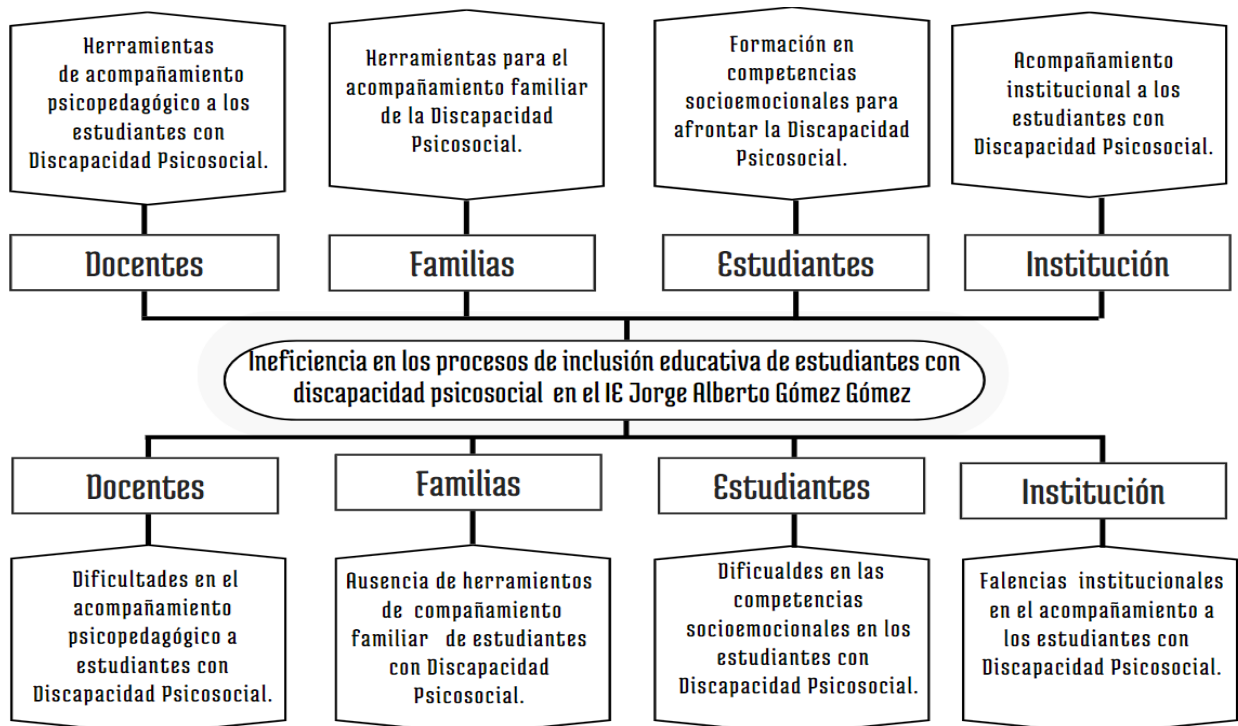 Herramientas
de acompañamiento
psicopedagógico a los
estudiantes con
Discapacidad Psicosocial.
Herramientas para el
acompañamiento familiar
de la Discapacidad
Psicosocial.
Formación en
competencias
socioemocionales para
afrontar la Discapacidad
Psicosocial.
Acompañamiento
institucional a los
estudiantes con
Discapacidad Psicosocial.
Docentes
Familias
Estudiantes
Institución
Ineficiencia en los procesos de inclusión educativa de estudiantes con
discapacidad psicosocial en el IE Jorge Alberto Gómez Gómez
Docentes
Familias
Estudiantes
Institución
Dificultades en el
acompañamiento
psicopedagógico a
estudiantes con
Discapacidad Psicosocial.
Ausencia de herramientos
de compañamiento
familiar de estudiantes
con Discapacidad
Psicosocial.
Dificualdes en las
competencias
socioemocionales en los
estudiantes con
Discapacidad Psicosocial.
Falencias institucionales
en el acompañamiento a
los estudiantes con
Discapacidad Psicosocial.